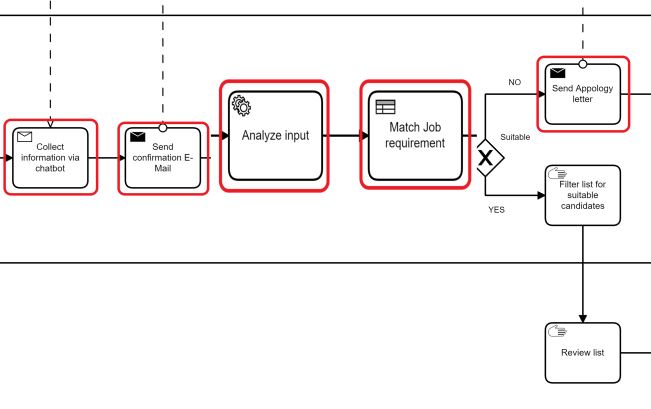 Collect
information via
chatbot
Send
confirmation E-
Mail
Analyze input
Match Job
requirement
NO
Suitable
YES
Send Appology
letter
Filter list for
suitable
candidates
Review list